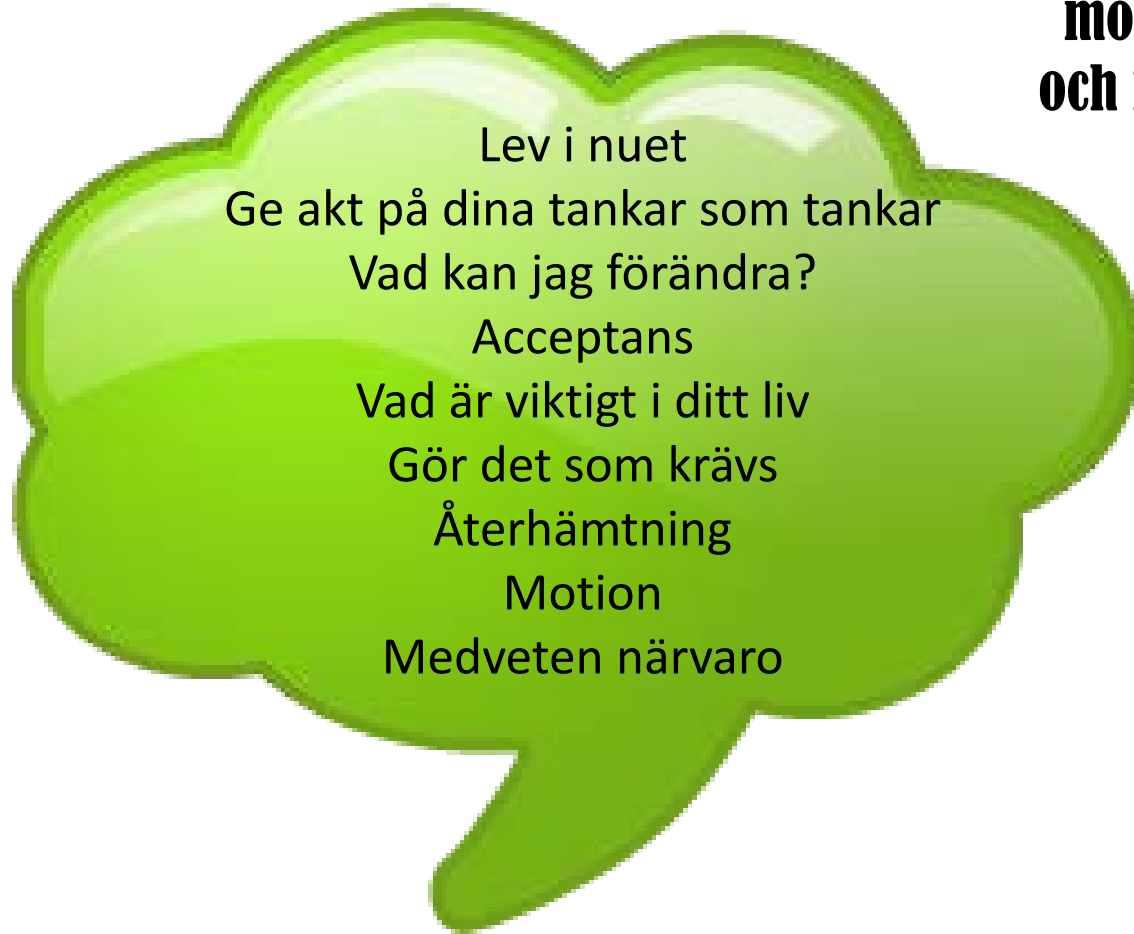 och
Lev i nuet
Ge akt på dina tankar som tankar
Vad kan jag förändra?
Acceptans
Vad är viktigt i ditt liv
Gör det som krävs
Återhämtning
Motion
Medveten närvaro